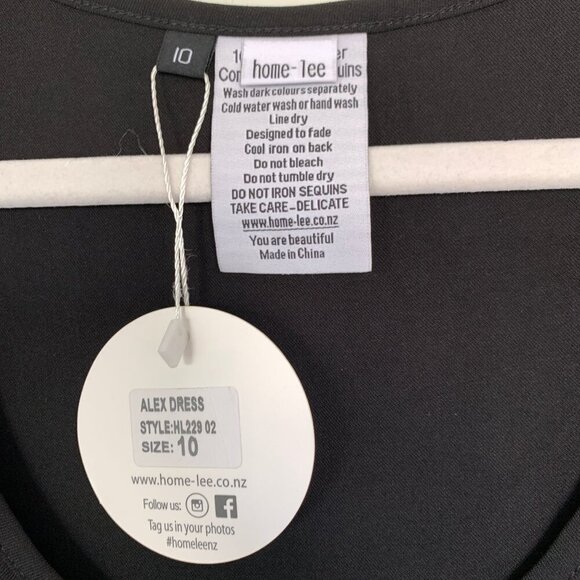 10
home-lee
Wash dark colours separately
Cold water wash or hand wash
Line dry
Designed to fade
Cool iron on back
Do not bleach
Do not tumble dry
DO NOT IRON SEQUINS
TAKE CARE-DELICATE
www.home-lee.co.nz
You are beautiful
Made in China
ALEX DRESS
STYLE:HL229 02
SIZE: 10
www.home-lee.co.nz
Follow us:
Tag us in your photos
#homeleenz